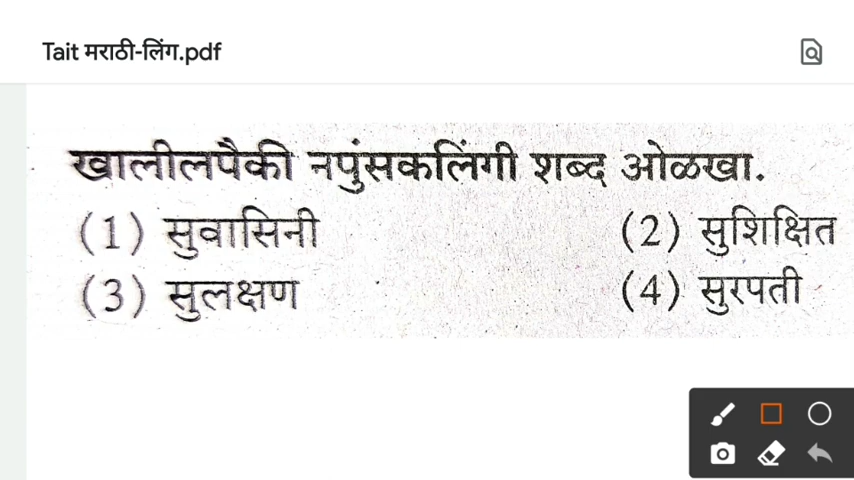 Tait मराठी-लिंग.pdf
खालीलपैकी नपुंसकलिंगी शब्द ओळखा.
(1) सुवासिनी (2) सुशिक्षित
(3) सुलक्षण (4) सुरपती